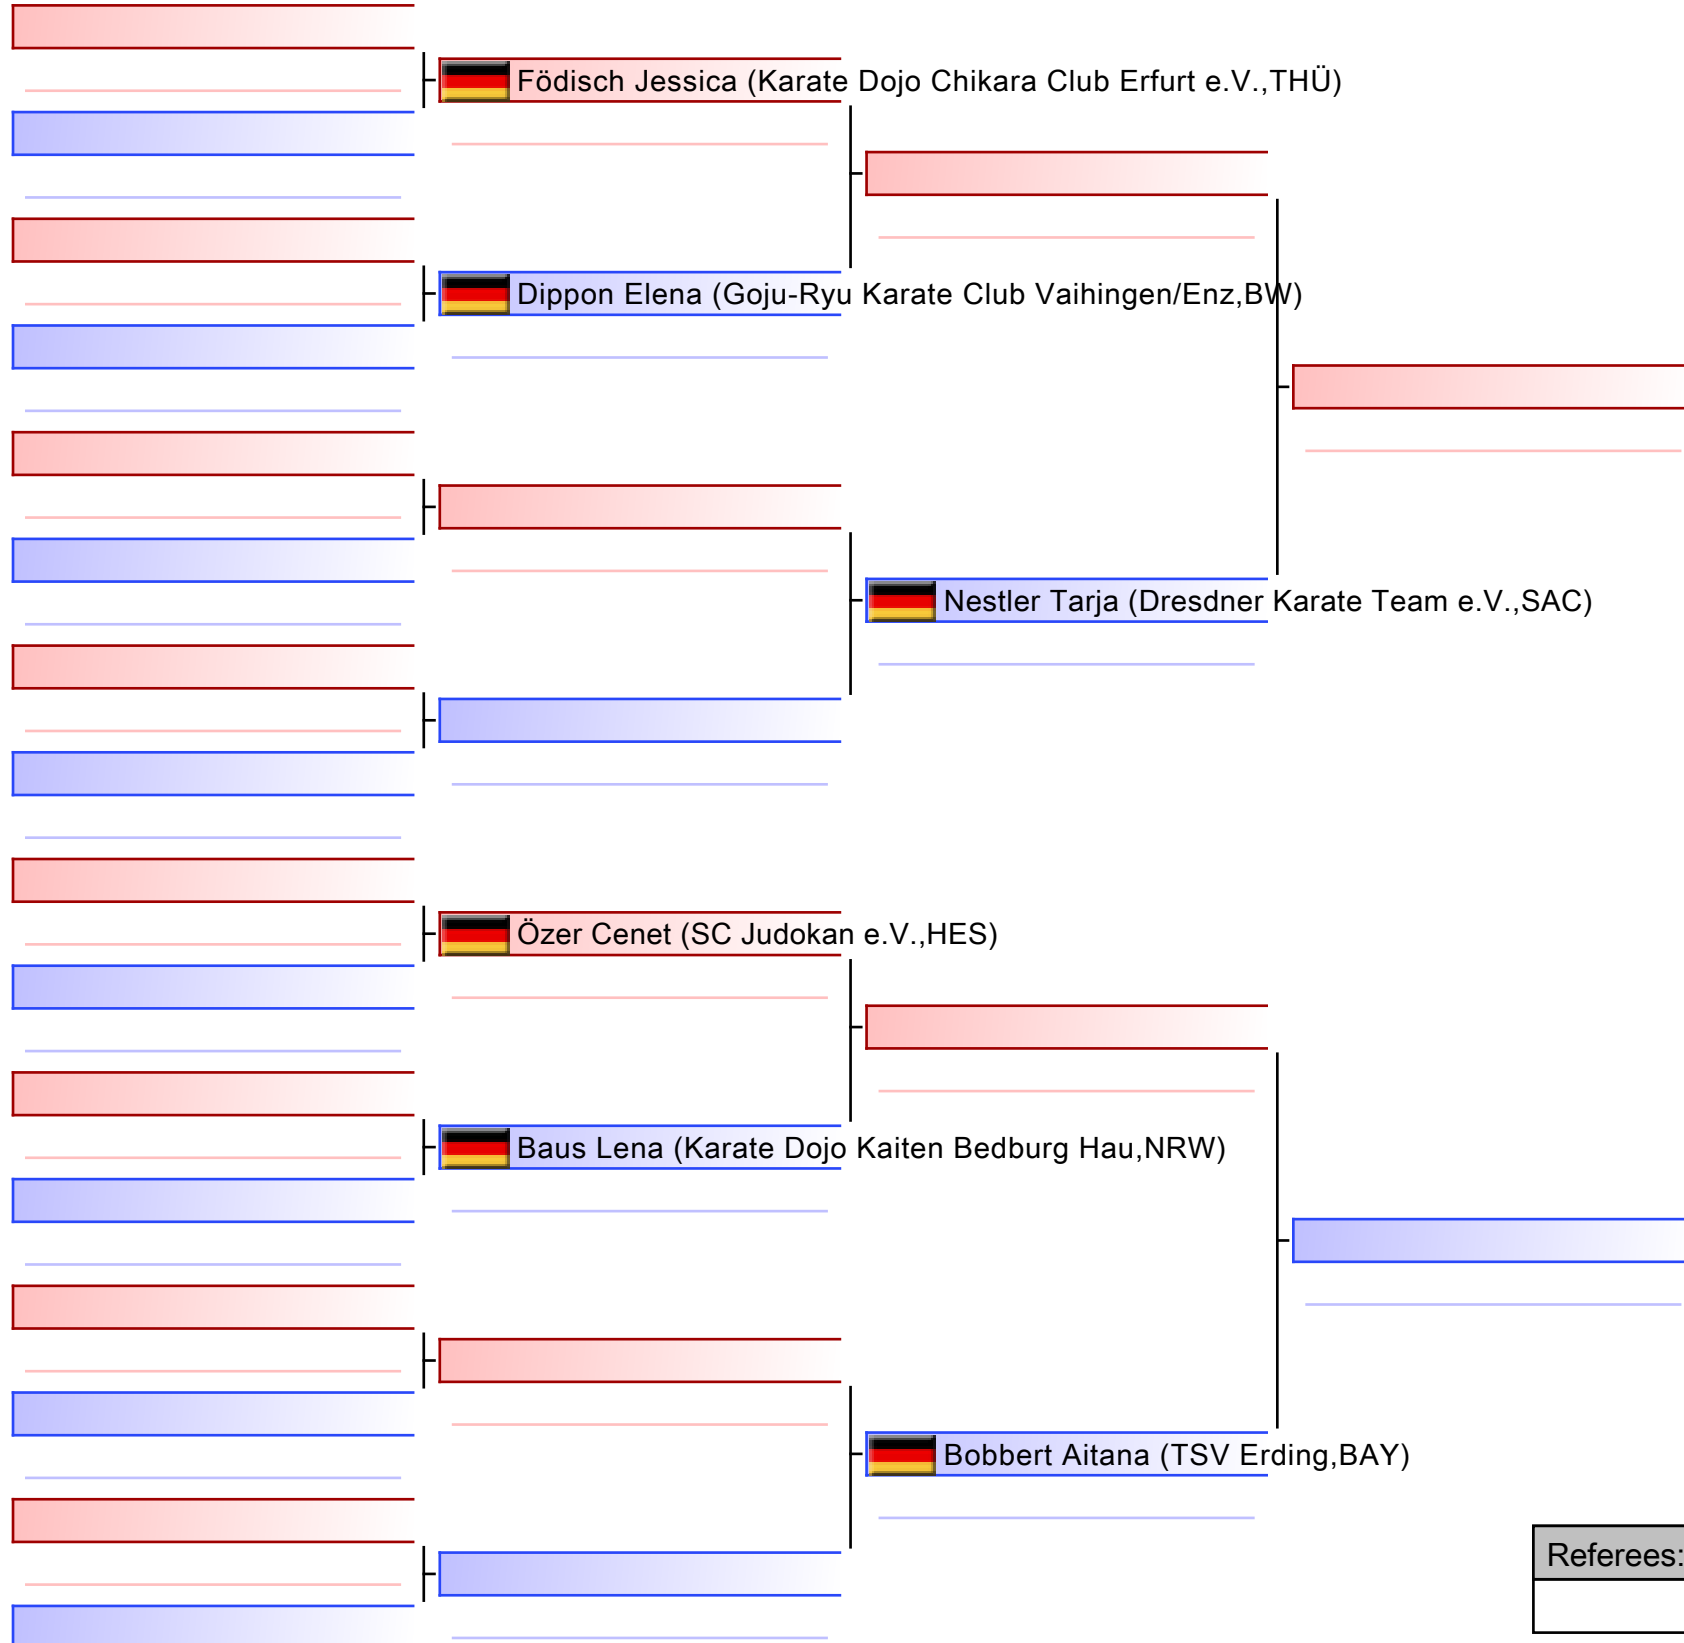 Födisch Jessica (Karate Dojo Chikara Club Erfurt e.V.,THÜ)
Dippon Elena (Goju-Ryu Karate Club Vaihingen/Enz,BW)
Nestler Tarja (Dresdner Karate Team e.V.,SAC)
Özer Cenet (SC Judokan e.V.,HES)
Baus Lena (Karate Dojo Kaiten Bedburg Hau,NRW)
Bobbert Aitana (TSV Erding,BAY)
Referees: